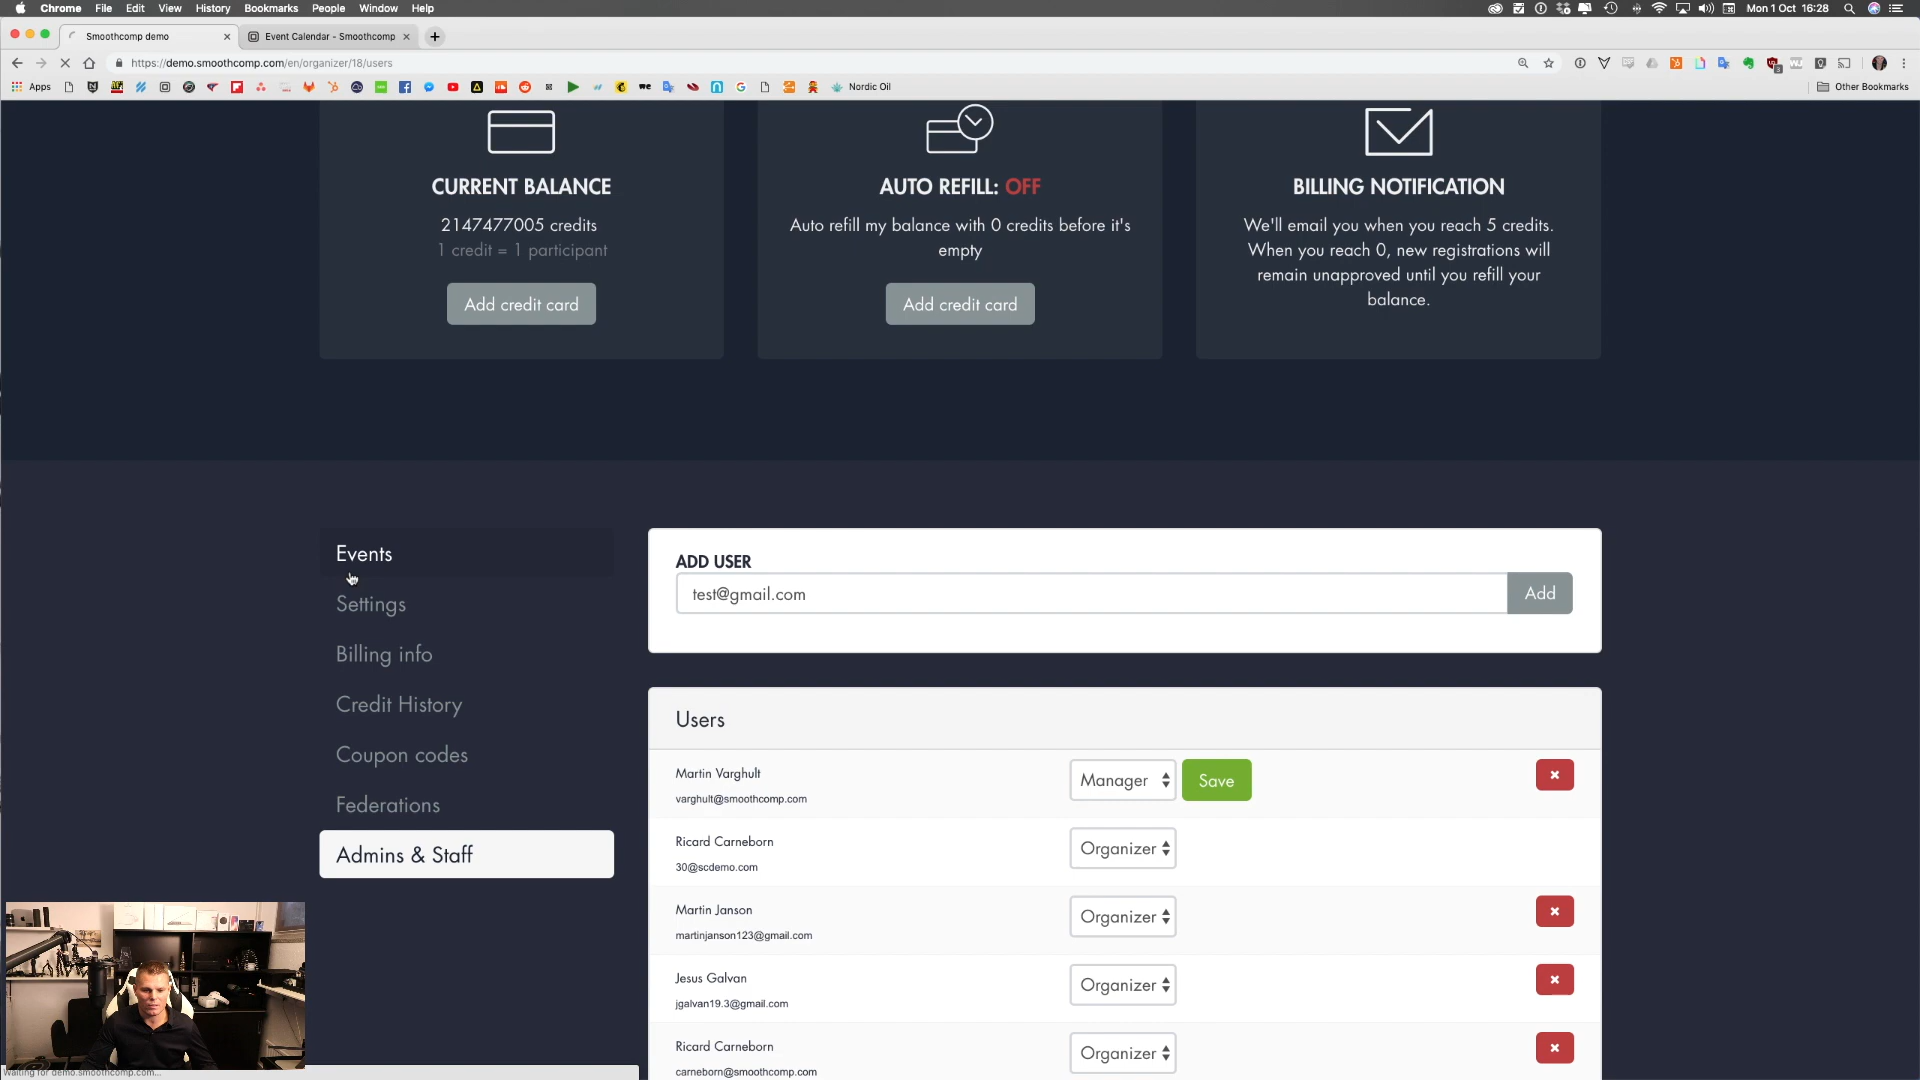 Chrome File Edit View History Bookmarks People Window Help
Mon 1 Oct 16:28
Smoothcomp demo
Event Calendar - Smoothcomp
https://demo.smoothcomp.com/en/organizer/18/users
Apps
Nordic Oil
Other Bookmarks
CURRENT BALANCE
2147477005 credits
1 credit = 1 participant
Add credit card
AUTO REFILL: OFF
Auto refill my balance with 0 credits before it's
empty
Add credit card
BILLING NOTIFICATION
We'll email you when you reach 5 credits.
When you reach 0, new registrations will
remain unapproved until you refill your
balance.
Events
Settings
Billing info
Credit History
Coupon codes
Federations
Admins & Staff
ADD USER
test@gmail.com
Add
Users
Martin Varghult
varghult@smoothcomp.com
Manager
Save
Ricard Carneborn
30@scdemo.com
Organizer
Martin Janson
martinjanson123@gmail.com
Organizer
Jesus Galvan
jgalvan19.3@gmail.com
Organizer
Ricard Carneborn
carneborn@smoothcomp.com
Organizer
Waiting for demo.smoothcomp.com...